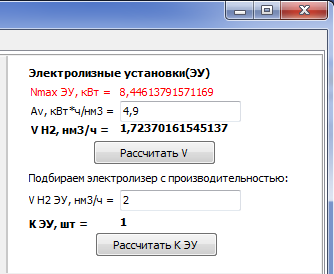 Электролизные установки(ЭУ)
Nmax ЭУ, кВт = 8,44613791571169
Av, кВт*ч/нм3 = 4,9
V H2, нм3/ч = 1,72370161545137
Рассчитать V
Подбираем электролизер с производительностью:
V H2 ЭУ, нм3/ч = 2
К ЭУ, шт = 1
Рассчитать К ЭУ